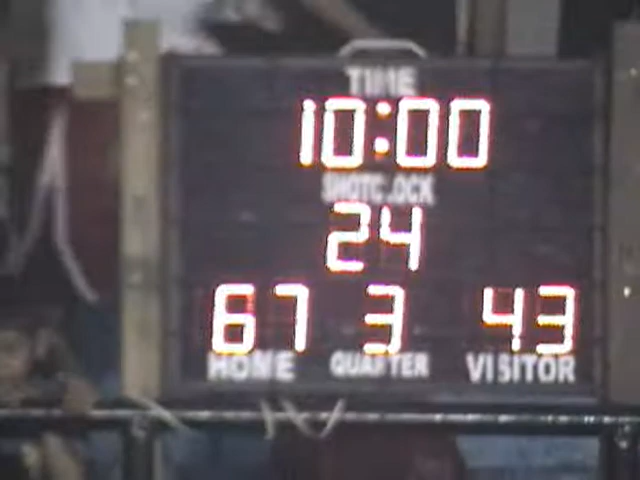 TIME
10:00
SHOTCLOCK
24
67 3 43
HOME QUARTER VISITOR